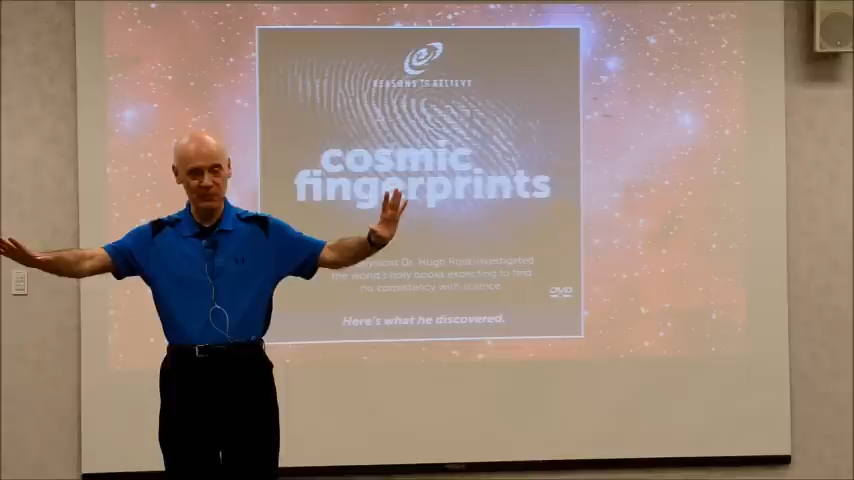 REASONS TO BELIEVE
cosmic
fingerprints
Dr. Hugh Ross investigated
the world's holy books expecting to find
no consistency with science.
DVD
Here's what he discovered.